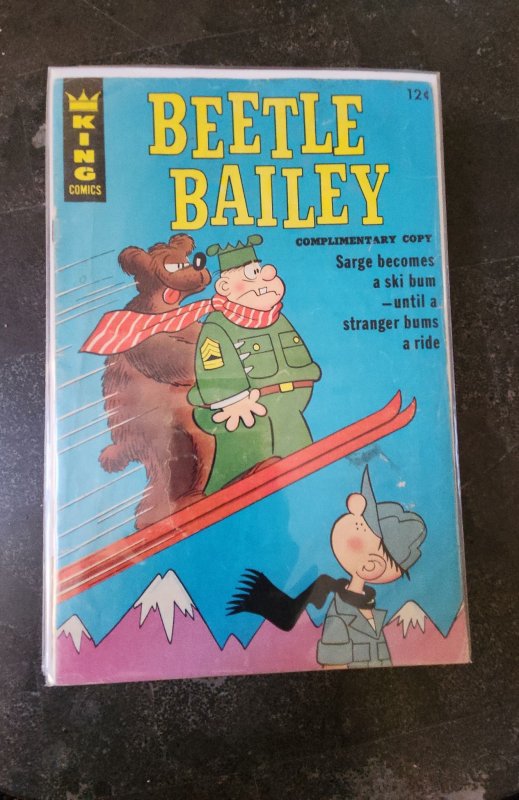 KING
COMICS
BEETLE
BAILEY
12¢
COMPLIMENTARY COPY
Sarge becomes
a ski bum
—until a
stranger bums
a ride